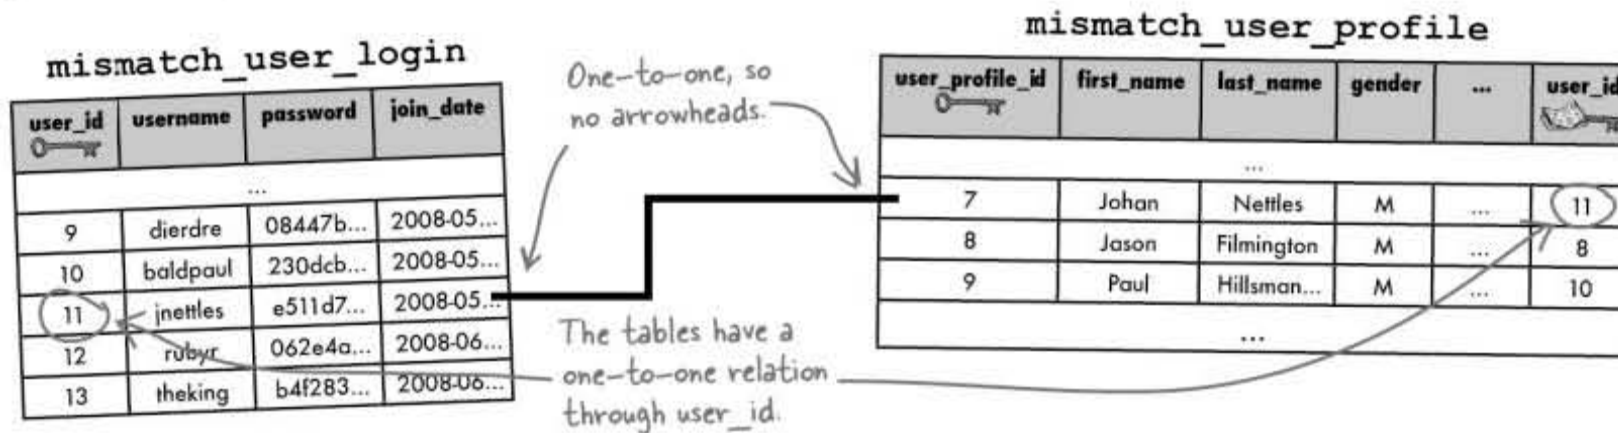 mismatch_user_login
user_id username password join_date
...
9 dierdre 08447b... 2008-05...
10 baldpaul 230dcb... 2008-05...
11 jnettles e511d7... 2008-05...
12 rubyr 062e4a... 2008-06...
13 theking b4f283... 2008-06...
One-to-one, so
no arrowheads.
The tables have a
one-to-one relation
through user_id.
mismatch_user_profile
user_profile_id first_name last_name gender ... user_id
...
7 Johan Nettles M ... 11
8 Jason Filmington M ... 8
9 Paul Hillsman... M ... 10
...